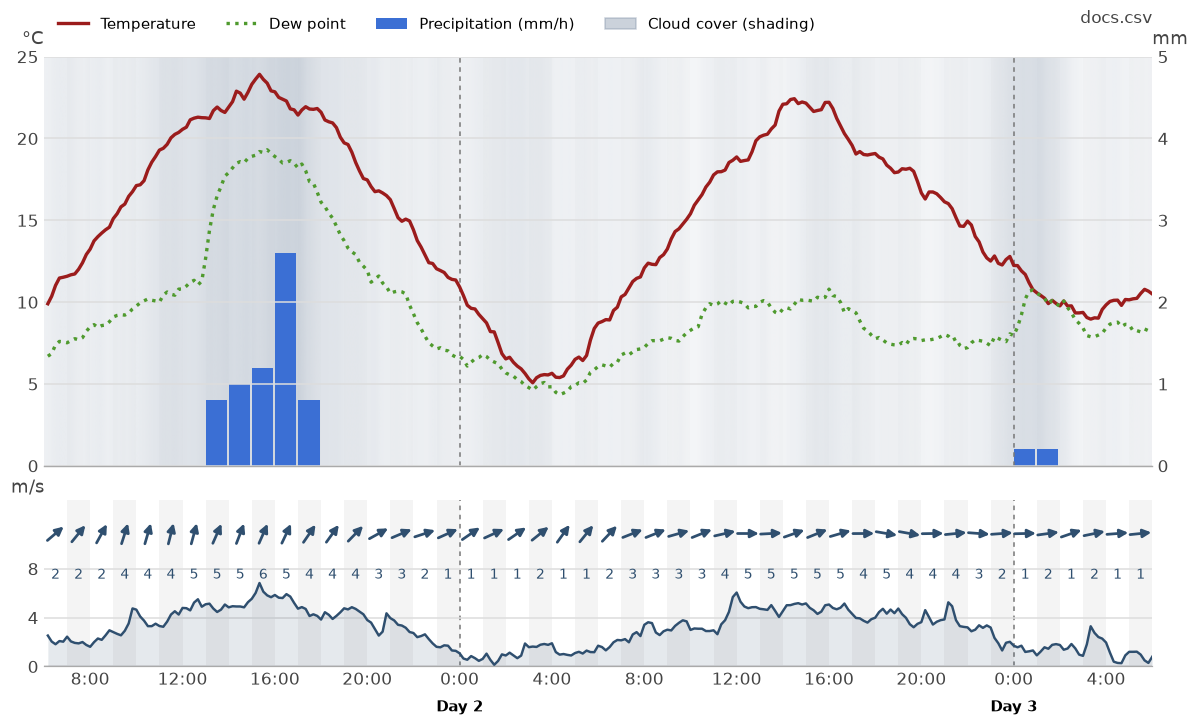 Temperature Dew point Precipitation (mm/h) Cloud cover (shading) docs.csv
°C mm
25 5
20 4
15 3
10 2
5 1
0 0
m/s
8 2 2 2 4 4 4 5 5 5 6 5 4 4 4 3 3 2 1 1 1 1 2 1 1 2 3 3 3 3 4 5 5 5 5 5 4 5 4 4 4 3 2 1 2 1 2 1 1
4
0
8:00 12:00 16:00 20:00 0:00 4:00 8:00 12:00 16:00 20:00 0:00 4:00
Day 2 Day 3